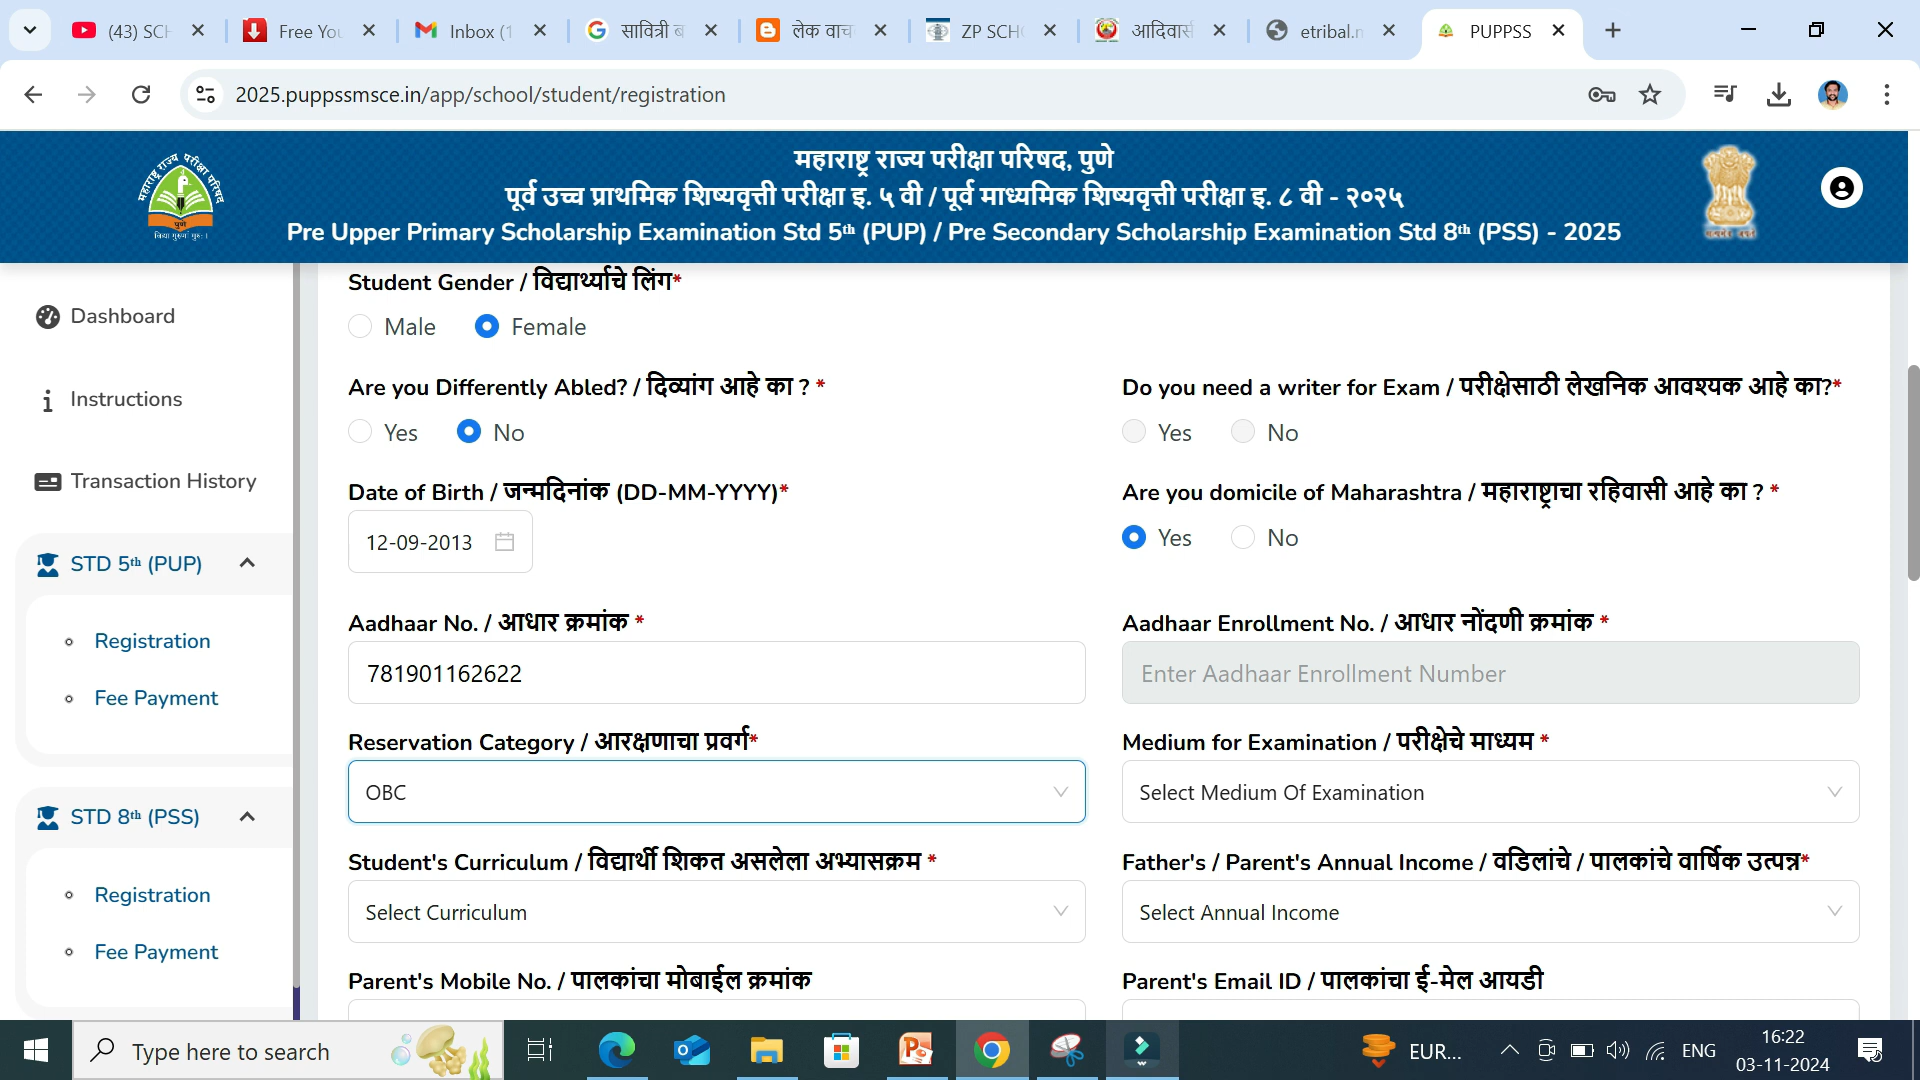 (43) SCH
Free You
Inbox (1
सावित्री ब
लेक वाच
ZP SCHO
आदिवासी
etribal.n
PUPPSS
2025.puppssmsce.in/app/school/student/registration
महाराष्ट्र राज्य परीक्षा परिषद, पुणे
पूर्व उच्च प्राथमिक शिष्यवृत्ती परीक्षा इ. ५ वी / पूर्व माध्यमिक शिष्यवृत्ती परीक्षा इ. ८ वी - २०२५
Pre Upper Primary Scholarship Examination Std 5th (PUP) / Pre Secondary Scholarship Examination Std 8th (PSS) - 2025
Dashboard
Instructions
Transaction History
STD 5th (PUP)
Registration
Fee Payment
STD 8th (PSS)
Registration
Fee Payment
Student Gender / विद्यार्थ्याचे लिंग*
Male Female
Are you Differently Abled? / दिव्यांग आहे का ? *
Yes No
Do you need a writer for Exam / परीक्षेसाठी लेखनिक आवश्यक आहे का?*
Yes No
Date of Birth / जन्मदिनांक (DD-MM-YYYY)*
12-09-2013
Are you domicile of Maharashtra / महाराष्ट्राचा रहिवासी आहे का ? *
Yes No
Aadhaar No. / आधार क्रमांक *
781901162622
Aadhaar Enrollment No. / आधार नोंदणी क्रमांक *
Enter Aadhaar Enrollment Number
Reservation Category / आरक्षणाचा प्रवर्ग*
OBC
Medium for Examination / परीक्षेचे माध्यम *
Select Medium Of Examination
Student's Curriculum / विद्यार्थी शिकत असलेला अभ्यासक्रम *
Select Curriculum
Father's / Parent's Annual Income / वडिलांचे / पालकांचे वार्षिक उत्पन्न*
Select Annual Income
Parent's Mobile No. / पालकांचा मोबाईल क्रमांक
Parent's Email ID / पालकांचा ई-मेल आयडी
Type here to search
EUR...
ENG
16:22
03-11-2024